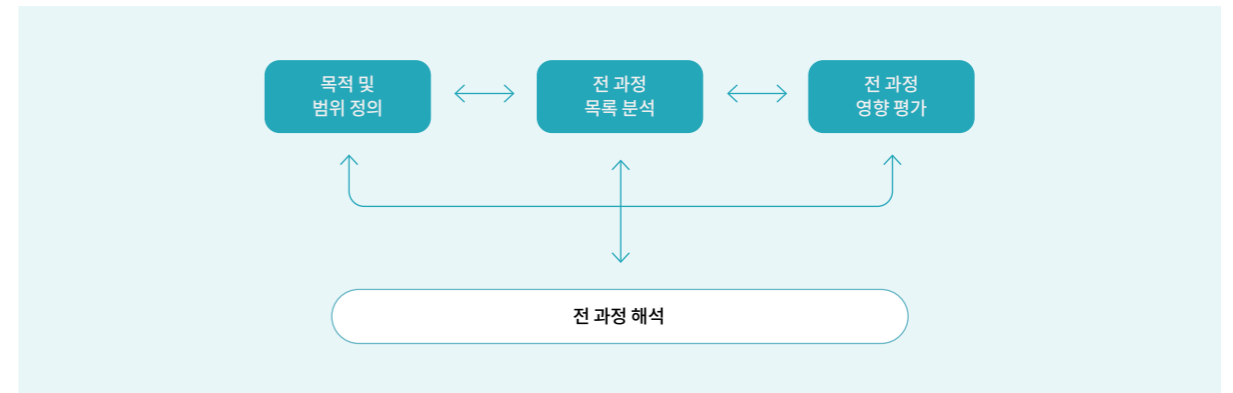 목적 및
범위 정의
전 과정
목록 분석
전 과정
영향 평가
전 과정 해석